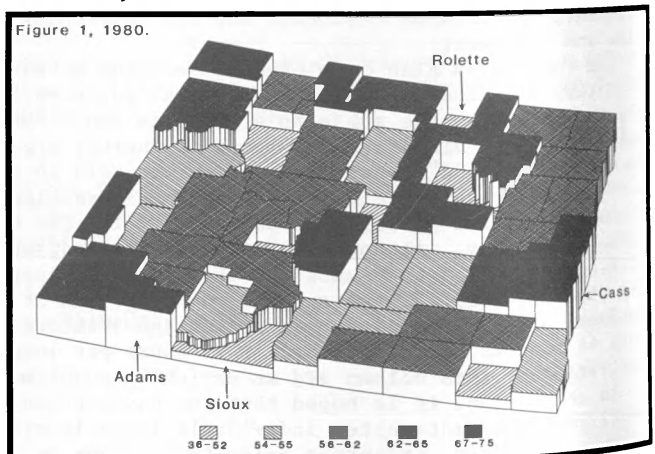 Figure 1, 1980.
Rolette
Cass
Adams
Sioux
36-52 54-55 56-62 62-65 67-75